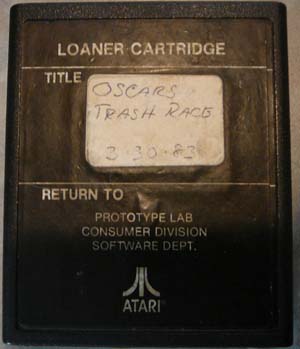 LOANER CARTRIDGE
TITLE
OSCARS
TRASH RACE
3-30-83
RETURN TO
PROTOTYPE LAB
CONSUMER DIVISION
SOFTWARE DEPT.
ATARI